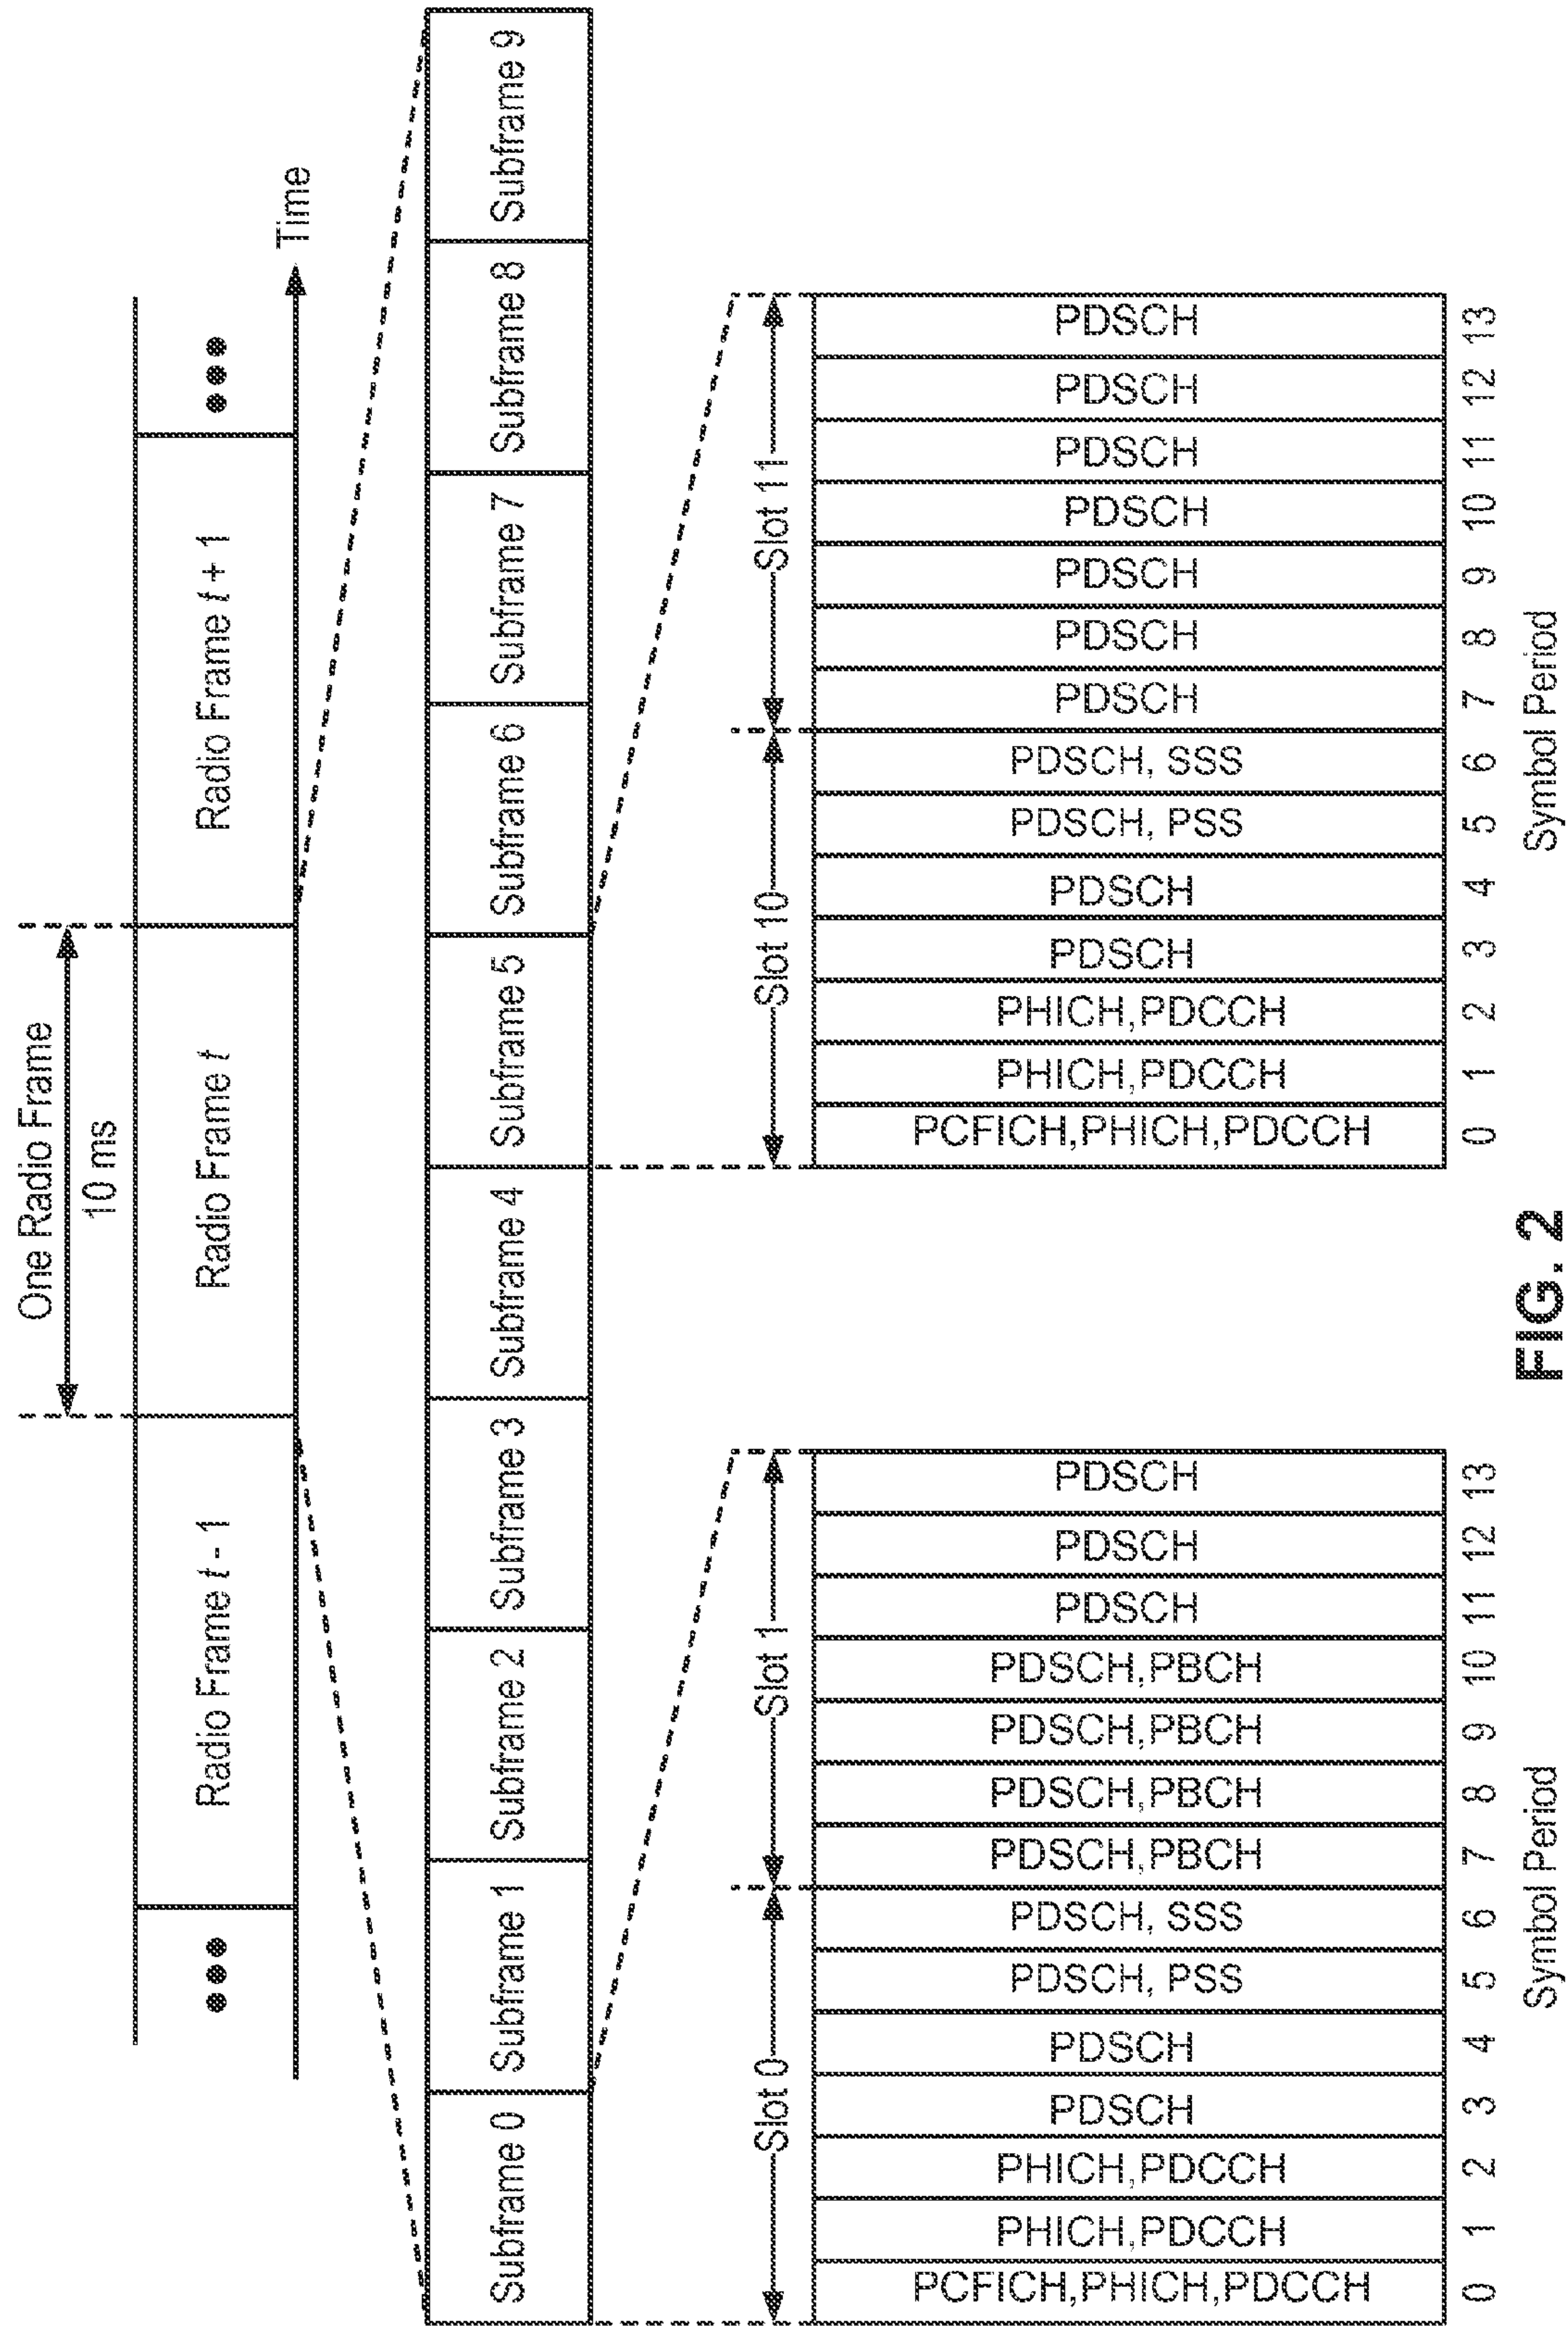 One Radio Frame
10 ms
Radio Frame t - 1
Radio Frame t
Radio Frame t + 1
Time
Subframe 0
Subframe 1
Subframe 2
Subframe 3
Subframe 4
Subframe 5
Subframe 6
Subframe 7
Subframe 8
Subframe 9
Slot 0
Slot 1
PCFICH,PHICH,PDCCH
PHICH,PDCCH
PHICH,PDCCH
PDSCH
PDSCH
PDSCH, PSS
PDSCH, SSS
PDSCH,PBCH
PDSCH,PBCH
PDSCH,PBCH
PDSCH,PBCH
PDSCH
PDSCH
PDSCH
0 1 2 3 4 5 6 7 8 9 10 11 12 13
Symbol Period
Slot 10
Slot 11
PCFICH,PHICH,PDCCH
PHICH,PDCCH
PHICH,PDCCH
PDSCH
PDSCH
PDSCH, PSS
PDSCH, SSS
PDSCH
PDSCH
PDSCH
PDSCH
PDSCH
PDSCH
PDSCH
0 1 2 3 4 5 6 7 8 9 10 11 12 13
Symbol Period
FIG. 2